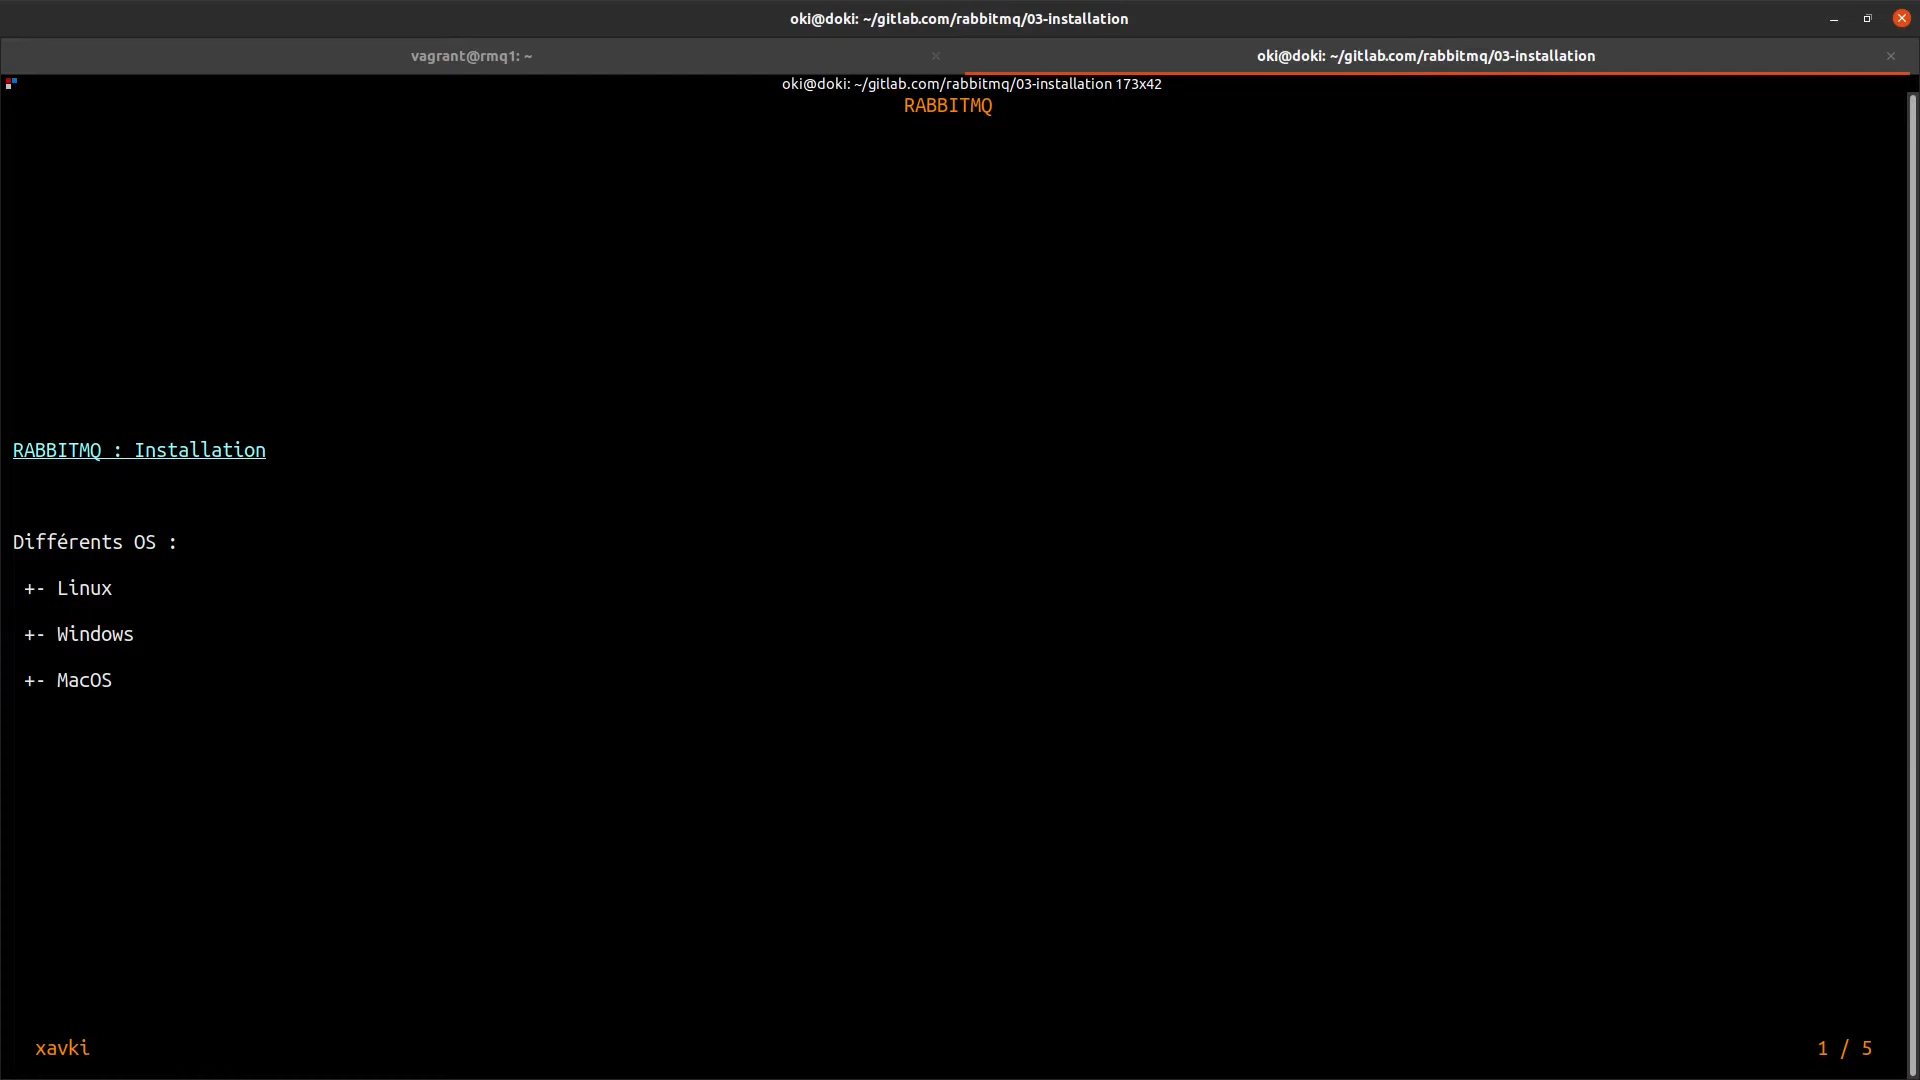 oki@doki: ~/gitlab.com/rabbitmq/03-installation
vagrant@rmq1: ~
oki@doki: ~/gitlab.com/rabbitmq/03-installation
oki@doki: ~/gitlab.com/rabbitmq/03-installation 173x42
RABBITMQ
RABBITMQ : Installation
Différents OS :
+- Linux
+- Windows
+- MacOS
xavki
1 / 5